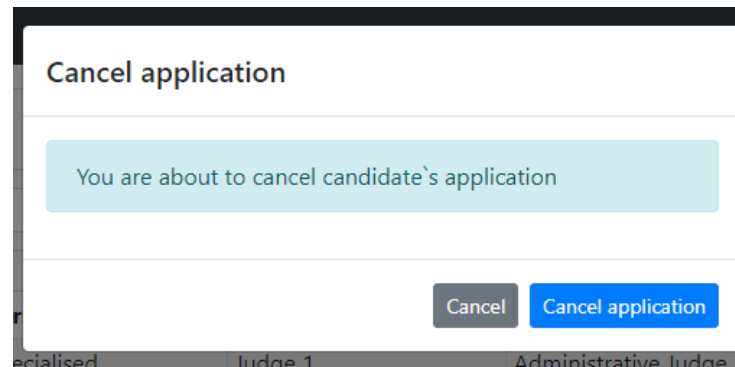 Cancel application
You are about to cancel candidate`s application
Cancel Cancel application
Judge 1 Administrative Judge